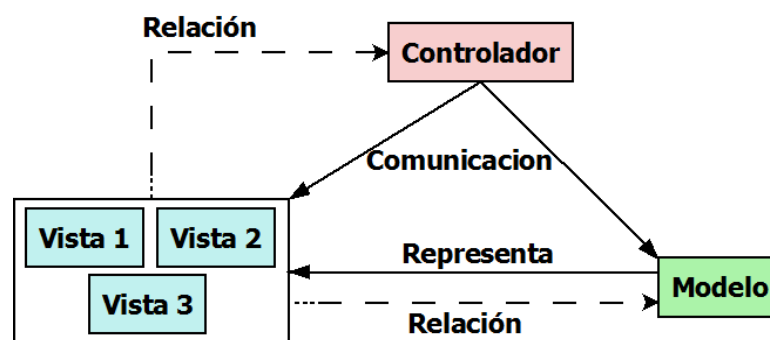 Relación
Controlador
Comunicacion
Vista 1
Vista 2
Representa
Vista 3
Modelo
Relación